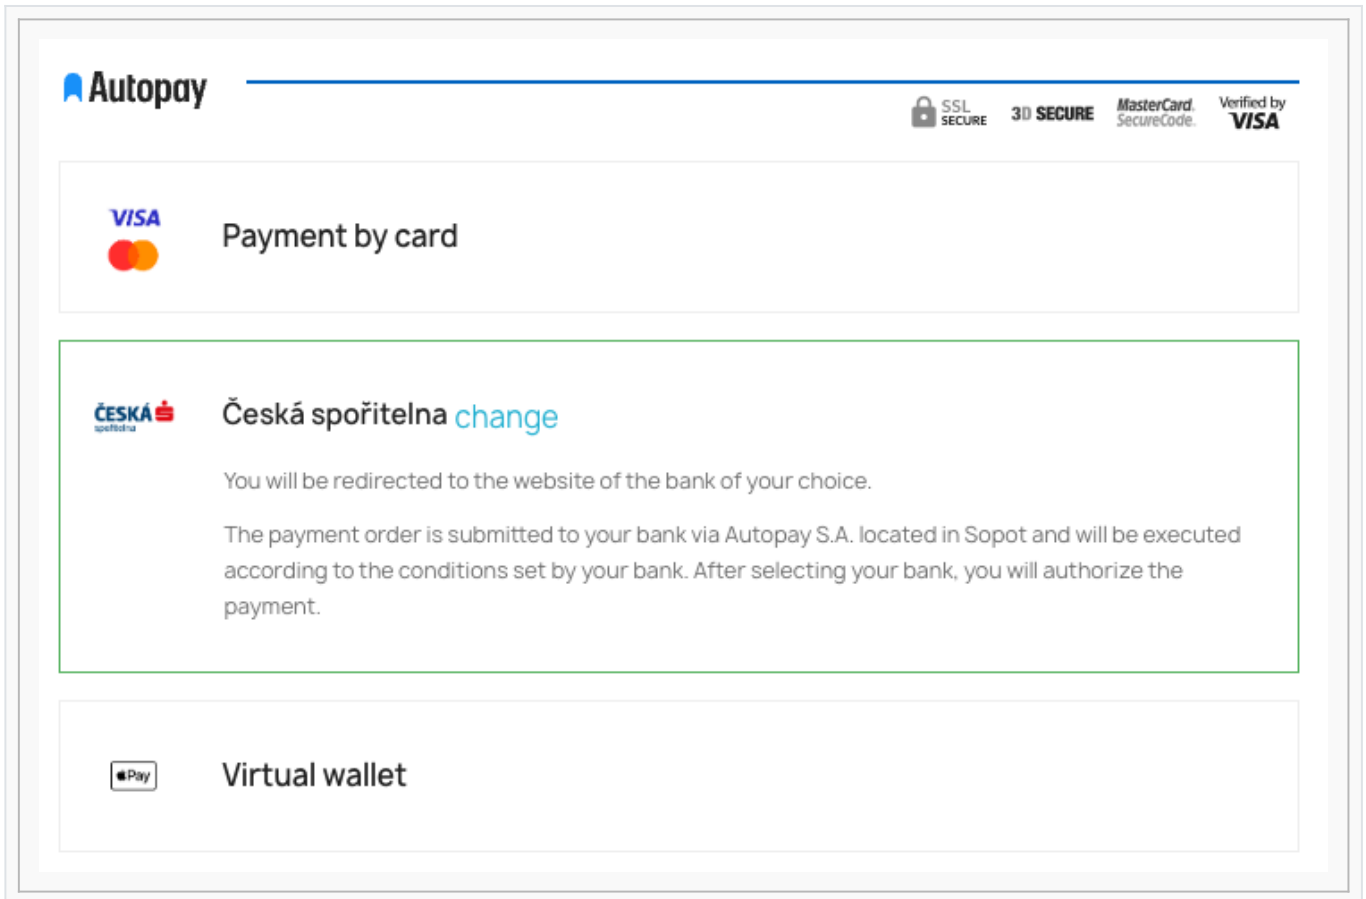 Autopay
SSL
SECURE
3D SECURE
MasterCard.
SecureCode.
Verified by
VISA
VISA
Payment by card
ČESKÁ
spořitelna
Česká spořitelna change
You will be redirected to the website of the bank of your choice.
The payment order is submitted to your bank via Autopay S.A. located in Sopot and will be executed
according to the conditions set by your bank. After selecting your bank, you will authorize the
payment.
Pay
Virtual wallet